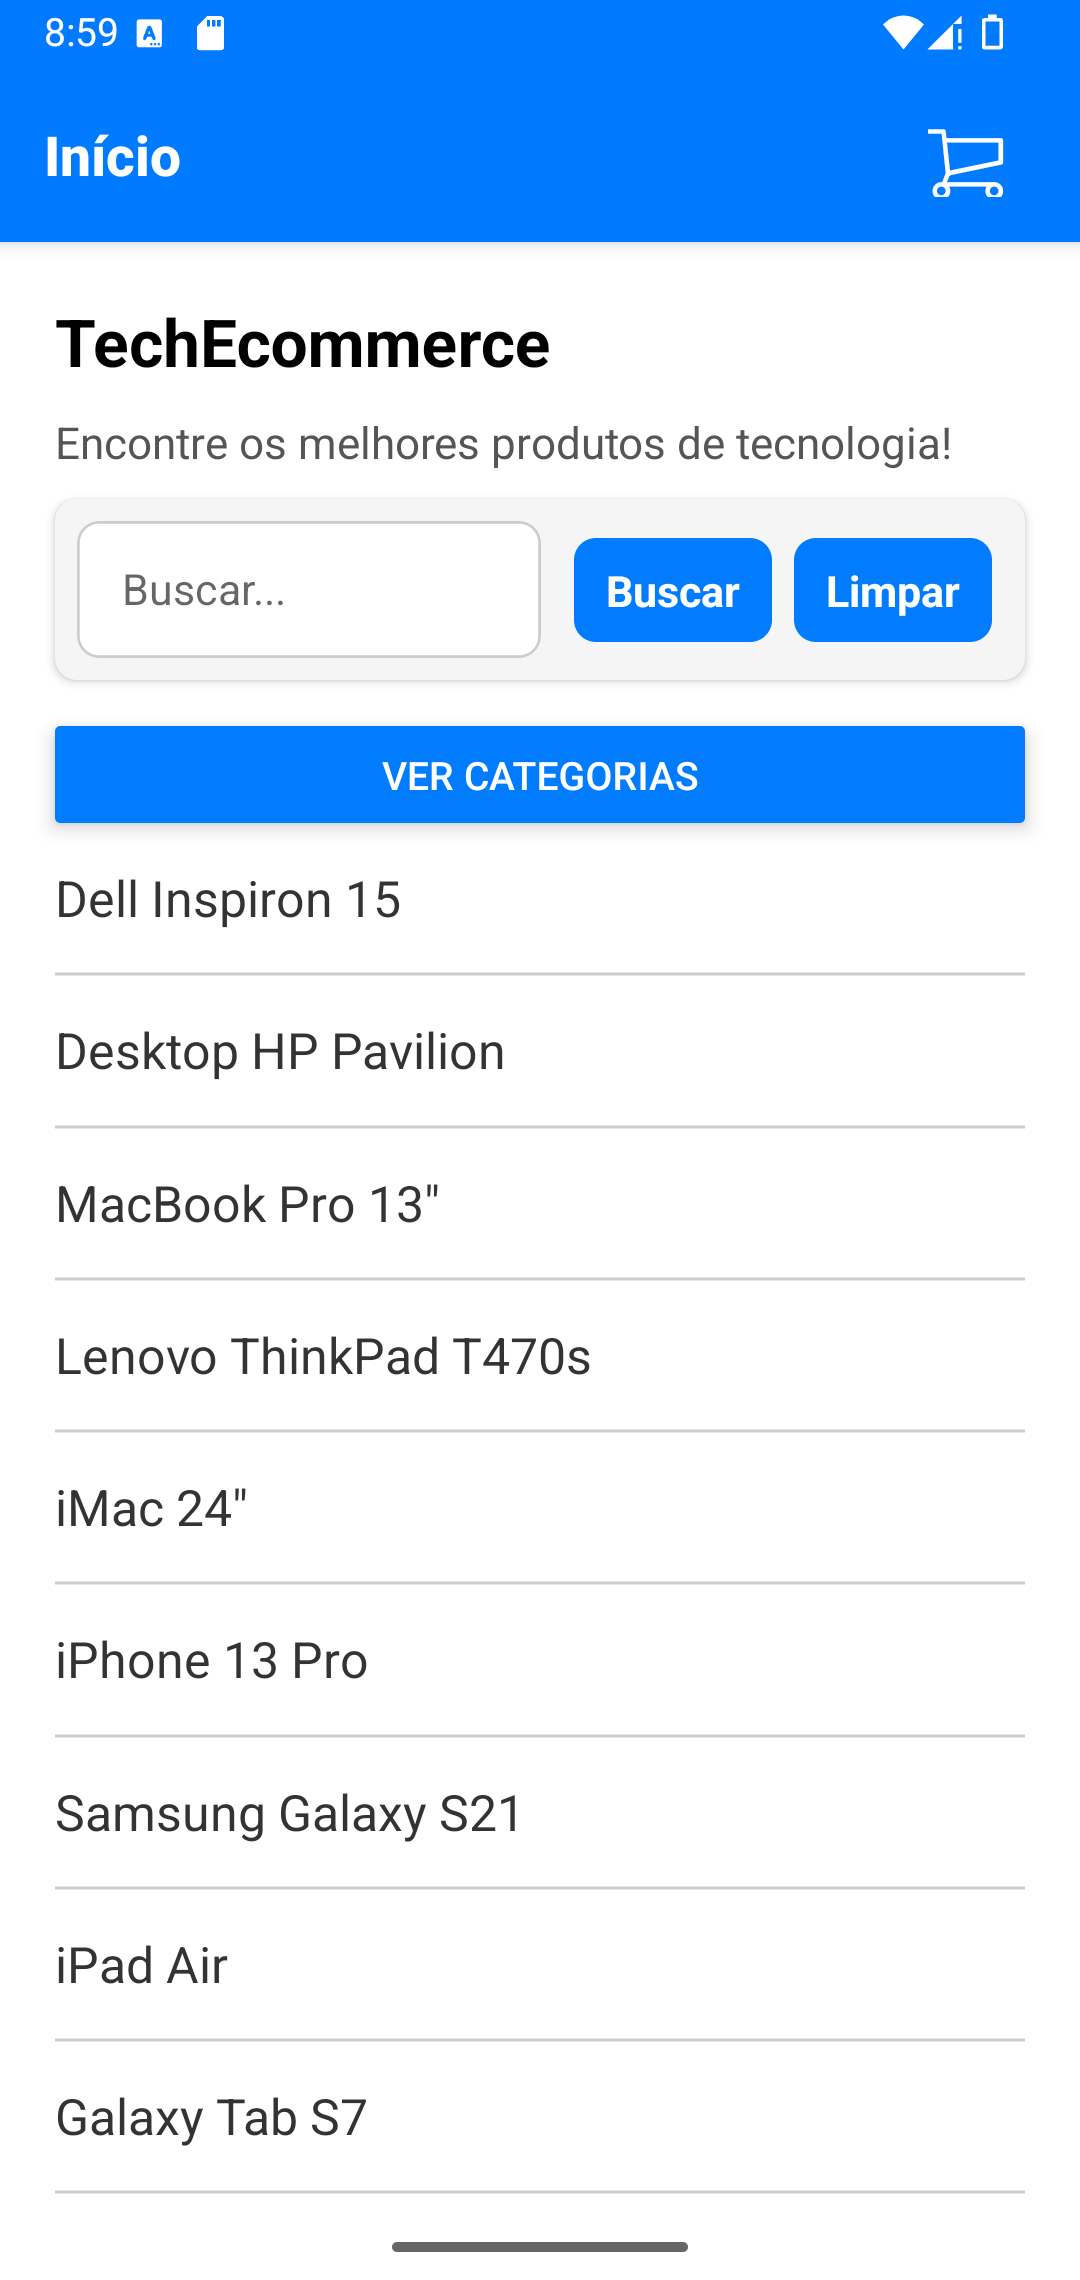 8:59
Início
TechEcommerce
Encontre os melhores produtos de tecnologia!
Buscar...
Buscar
Limpar
VER CATEGORIAS
Dell Inspiron 15
Desktop HP Pavilion
MacBook Pro 13"
Lenovo ThinkPad T470s
iMac 24"
iPhone 13 Pro
Samsung Galaxy S21
iPad Air
Galaxy Tab S7